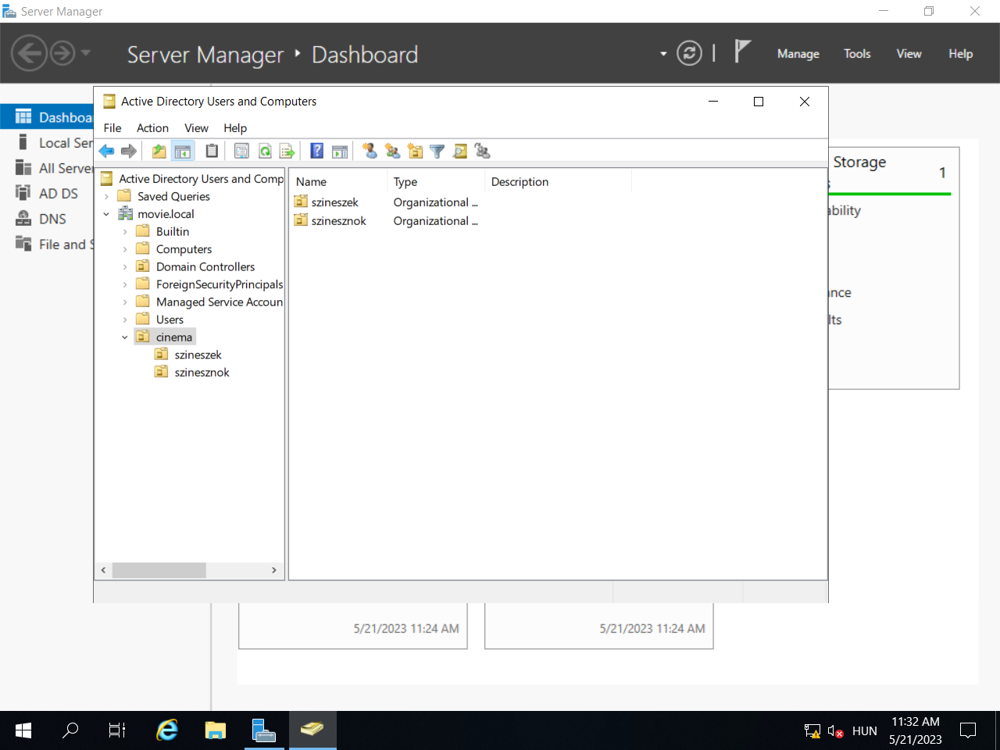 Server Manager
Server Manager
Dashboard
Manage
Tools
View
Help
Dashboa
Local Ser
All Server
AD DS
DNS
File and S
Active Directory Users and Computers
File
Action
View
Help
Active Directory Users and Comp
Saved Queries
movie.local
Builtin
Computers
Domain Controllers
ForeignSecurityPrincipals
Managed Service Accoun
Users
cinema
szineszek
szinesznok
Name
Type
Description
szineszek
Organizational ...
szinesznok
Organizational ...
Storage
1
ability
ance
lts
5/21/2023 11:24 AM
5/21/2023 11:24 AM
HUN
11:32 AM
5/21/2023